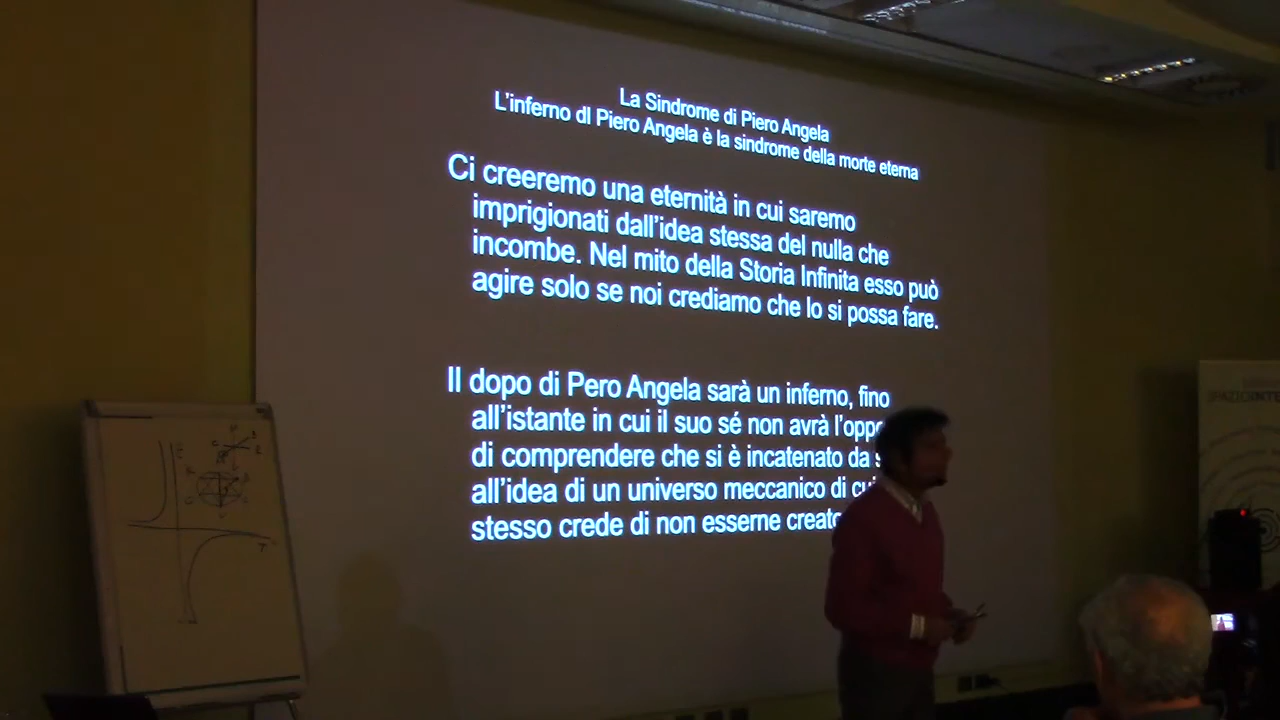 La Sindrome di Piero Angela
L'inferno dI Piero Angela è la sindrome della morte eterna
Ci creeremo una eternità in cui saremo
imprigionati dall'idea stessa del nulla che
incombe. Nel mito della Storia Infinita esso può
agire solo se noi crediamo che lo si possa fare.
Il dopo di Pero Angela sarà un inferno, fino
all'istante in cui il suo sé non avrà l'oppo
di comprendere che si è incatenato da s
all'idea di un universo meccanico di cui
stesso crede di non esserne creato